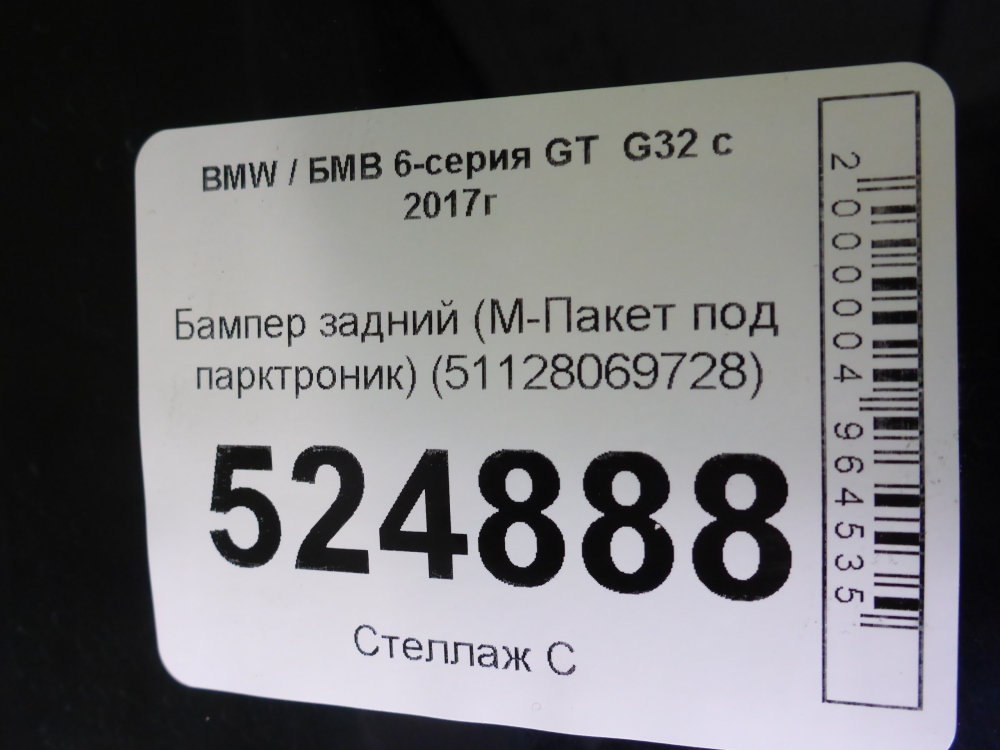 BMW / БМВ 6-серия GT G32 с
2017г
Бампер задний (М-Пакет под
парктроник) (51128069728)
524888
Стеллаж С
2000004964535